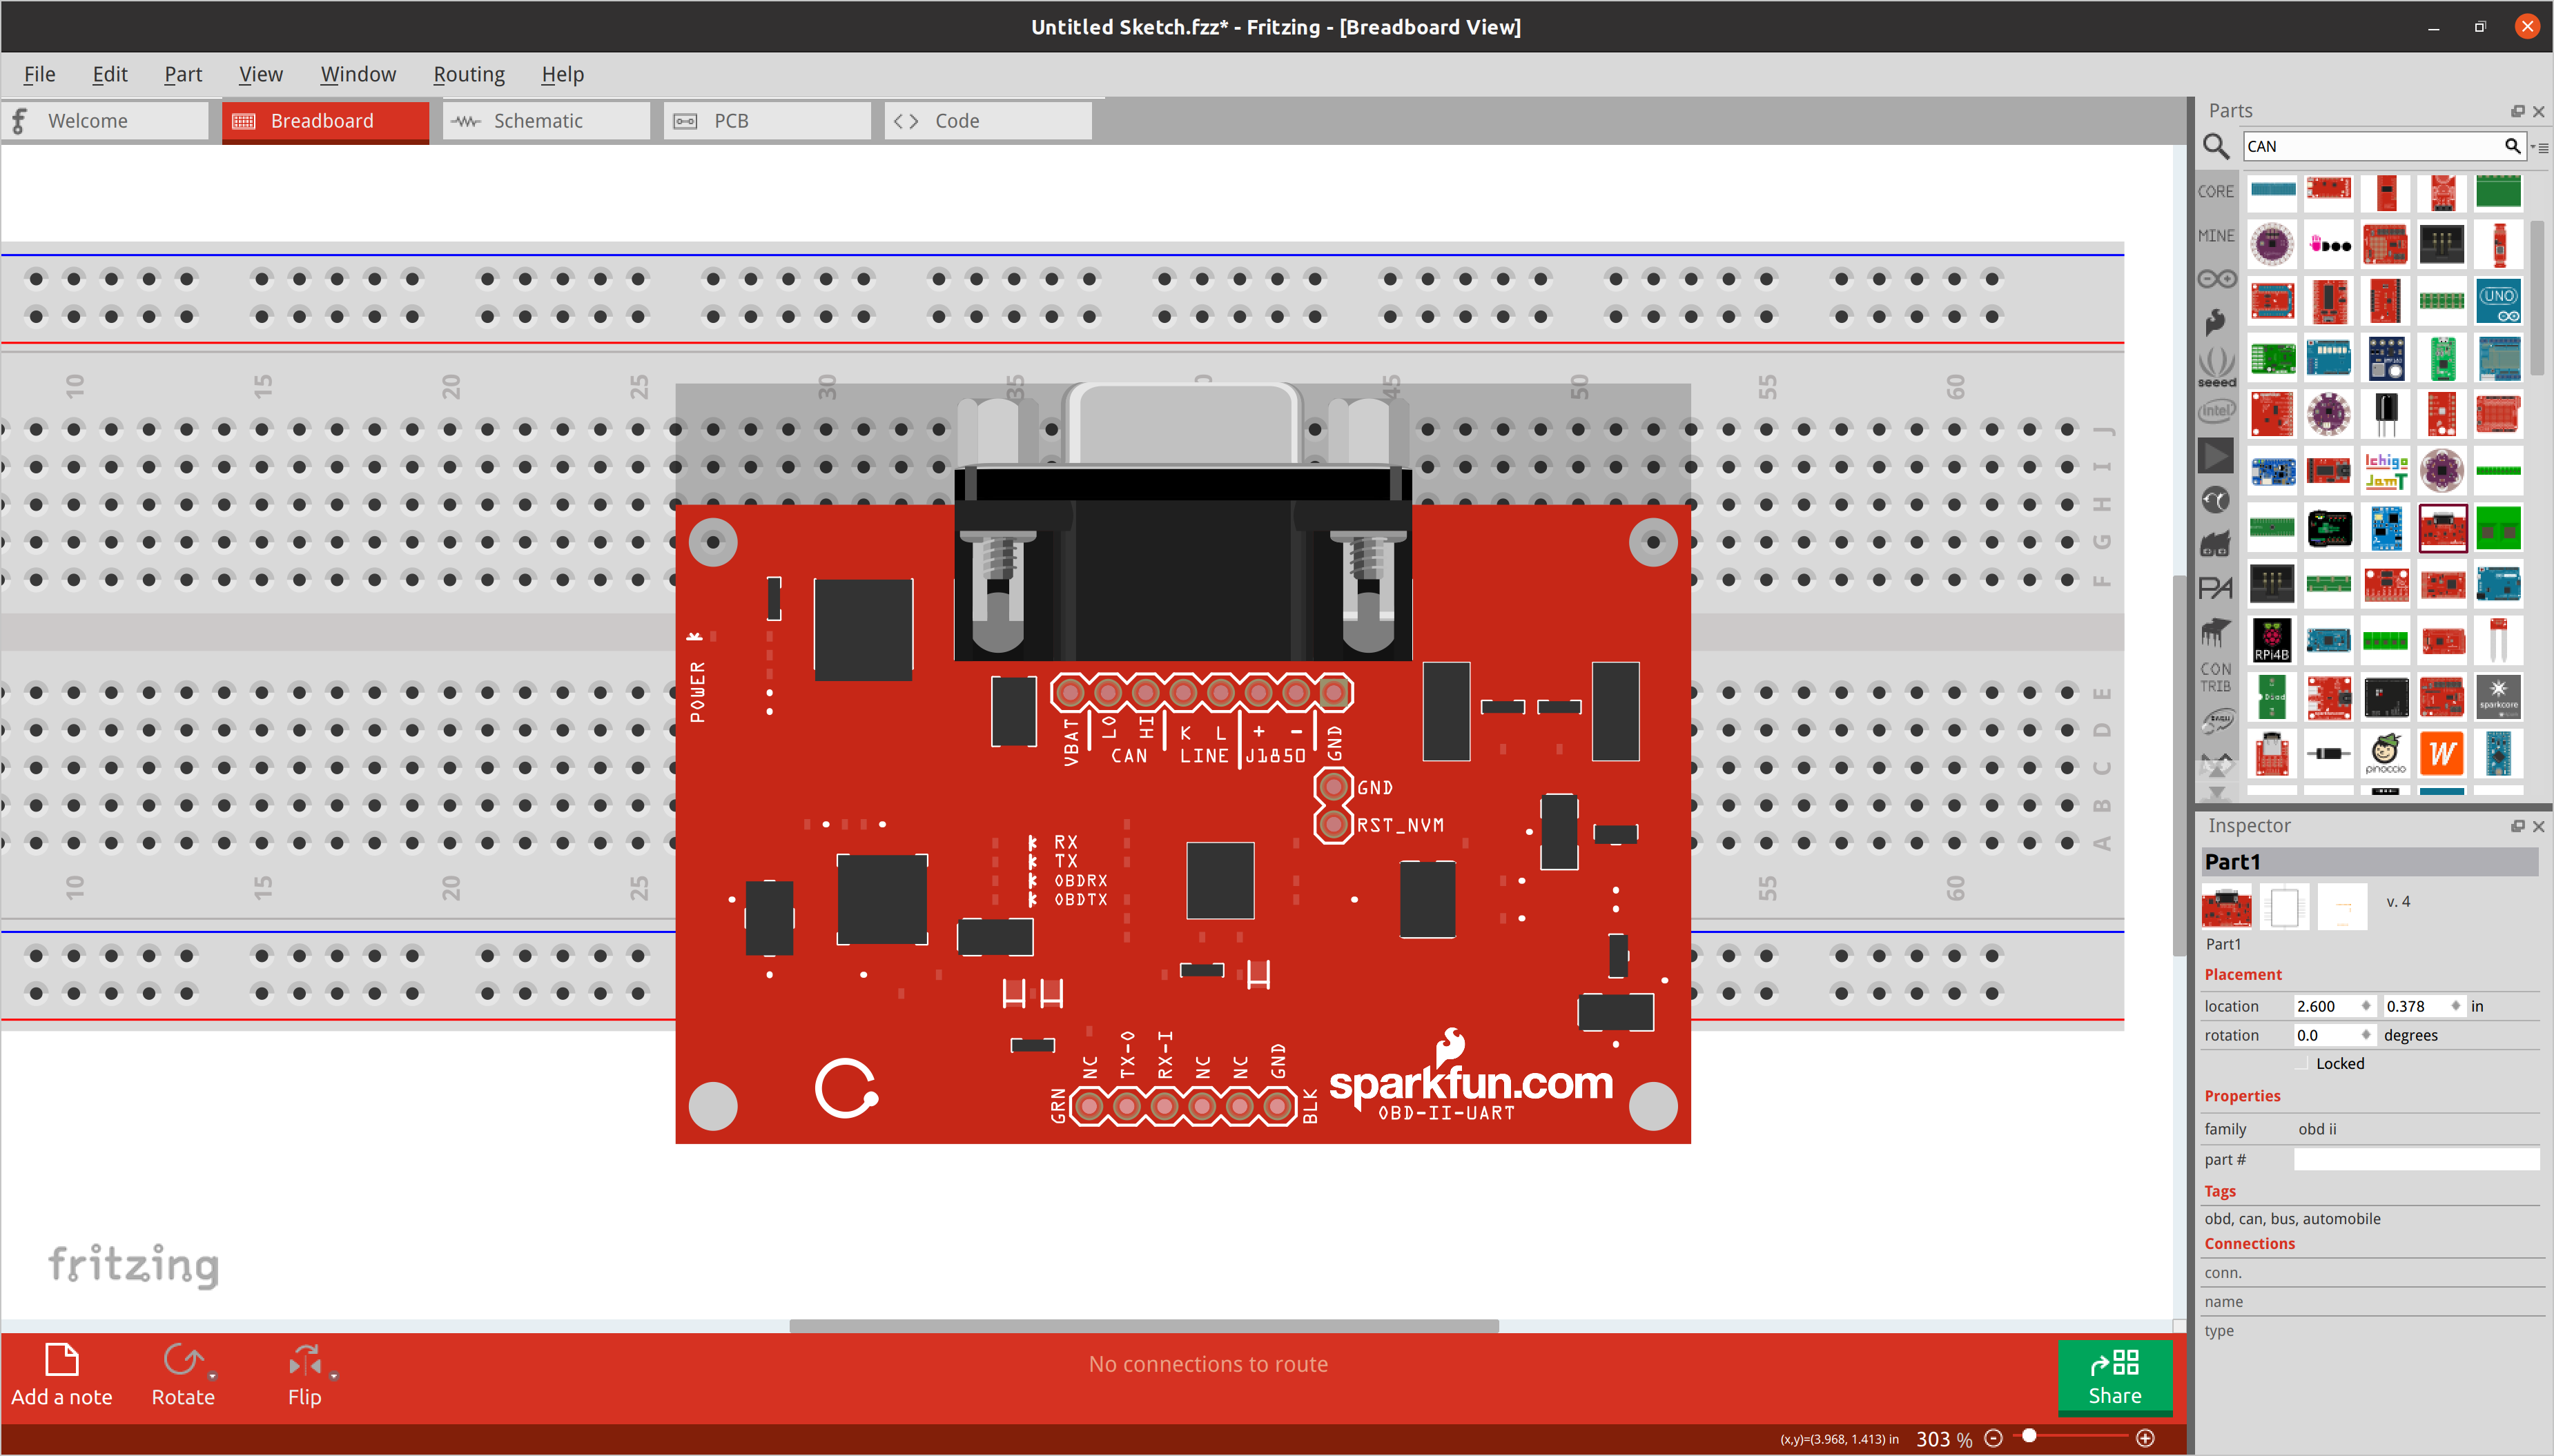 Untitled Sketch.fzz* - Fritzing - [Breadboard View]
File Edit Part View Window Routing Help
Welcome
Breadboard
Schematic
PCB
Code
Parts
CAN
CORE
MINE
seeed
intel
PA
CON
TRIB
UNO
Ichigo
JamT
RPi4B
sparkcore
pinoccio
W
10 15 20 25 30 35 45 50 55 60
J
I
H
G
F
E
D
C
B
A
10 15 20 25 55 60
POWER
VBAT LO HI K L + - GND
CAN LINE J1850
GND
RST_NVM
RX
TX
OBDRX
OBDTX
NC TX-O RX-I NC NC GND
GRN BLK
sparkfun.com
OBD-II-UART
fritzing
Inspector
Part1
v. 4
Part1
Placement
location 2.600 0.378 in
rotation 0.0 degrees
Locked
Properties
family obd ii
part #
Tags
obd, can, bus, automobile
Connections
conn.
name
type
Add a note
Rotate
Flip
No connections to route
Share
(x,y)=(3.968, 1.413) in 303 %